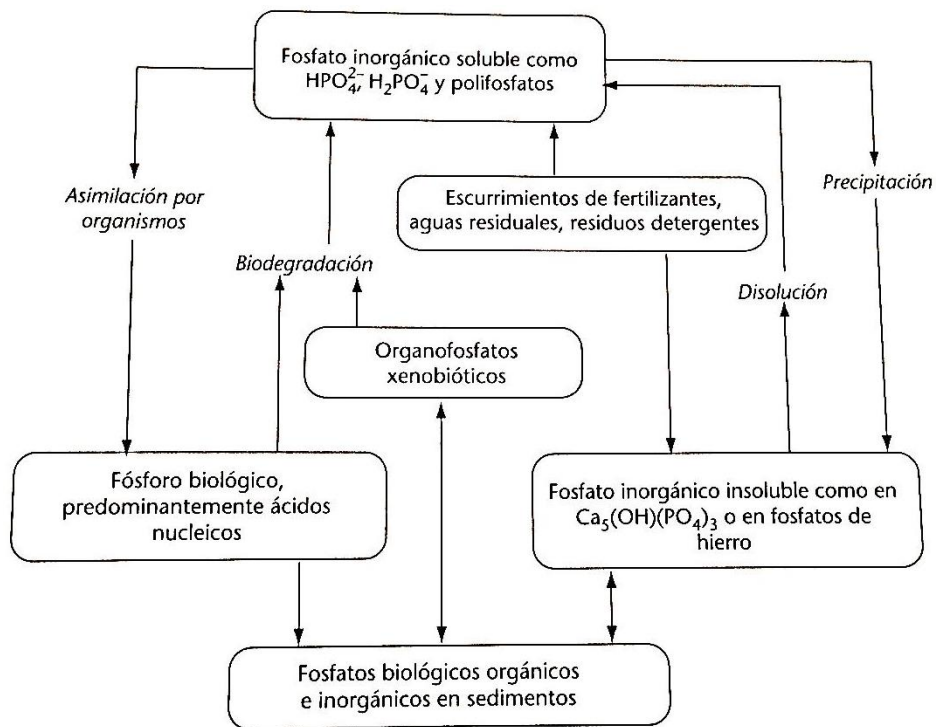 Fosfato inorgánico soluble como
HPO₄²⁻, H₂PO₄⁻ y polifosfatos
Asimilación por
organismos
Escurrimientos de fertilizantes,
aguas residuales, residuos detergentes
Precipitación
Biodegradación
Disolución
Organofosfatos
xenobióticos
Fósforo biológico,
predominantemente ácidos
nucleicos
Fosfato inorgánico insoluble como en
Ca₅(OH)(PO₄)₃ o en fosfatos de
hierro
Fosfatos biológicos orgánicos
e inorgánicos en sedimentos